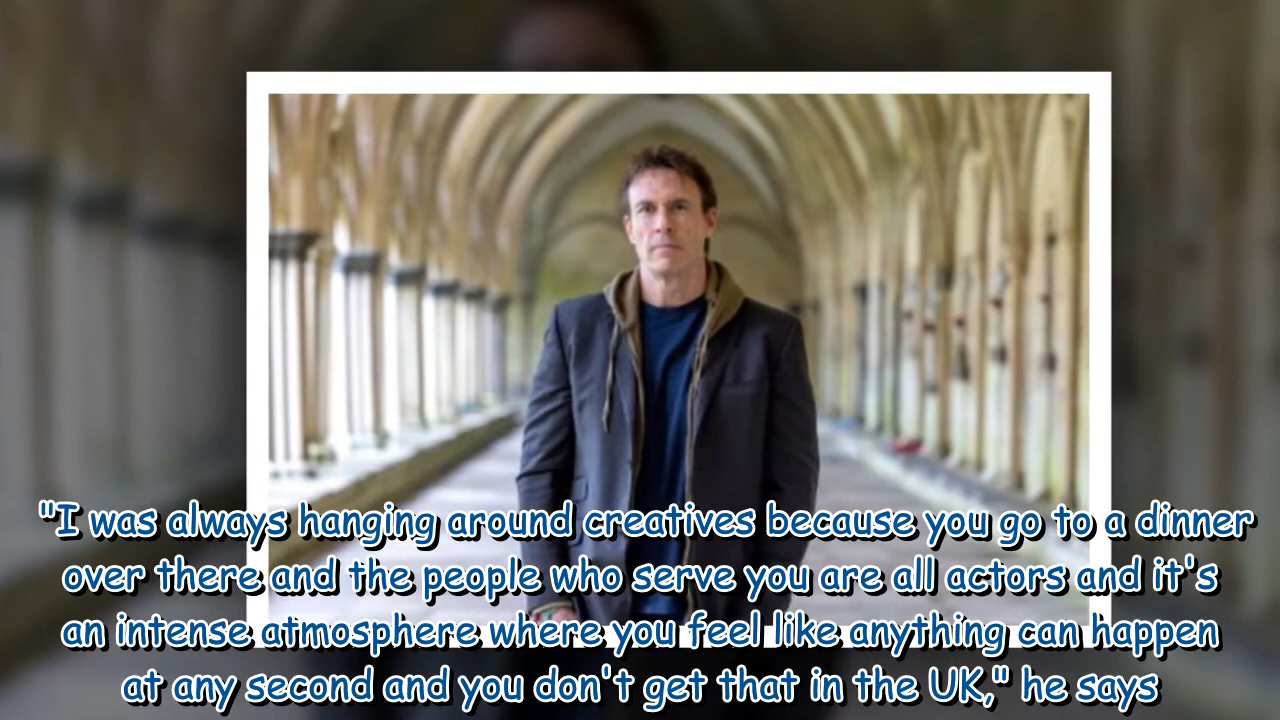 "I was always hanging around creatives because you go to a dinner
over there and the people who serve you are all actors and it's
an intense atmosphere where you feel like anything can happen
at any second and you don't get that in the UK," he says